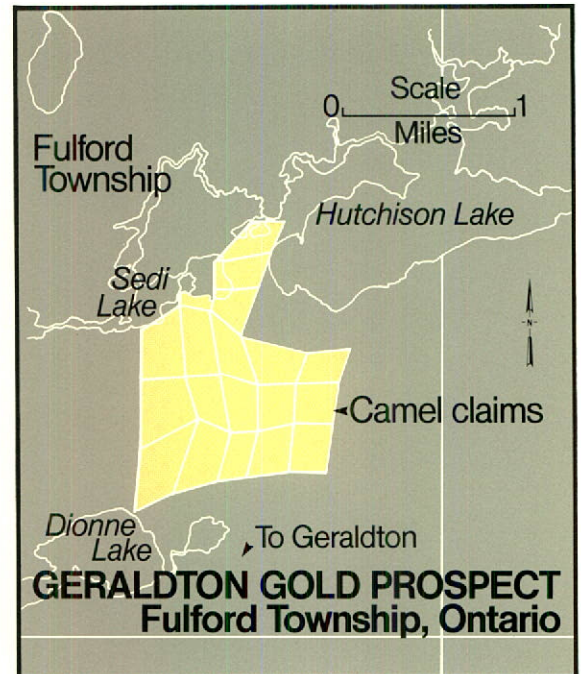 Scale
0 1
Miles
Fulford
Township
Hutchison Lake
Sedi
Lake
-N-
Camel claims
Dionne
Lake
To Geraldton
GERALDTON GOLD PROSPECT
Fulford Township, Ontario